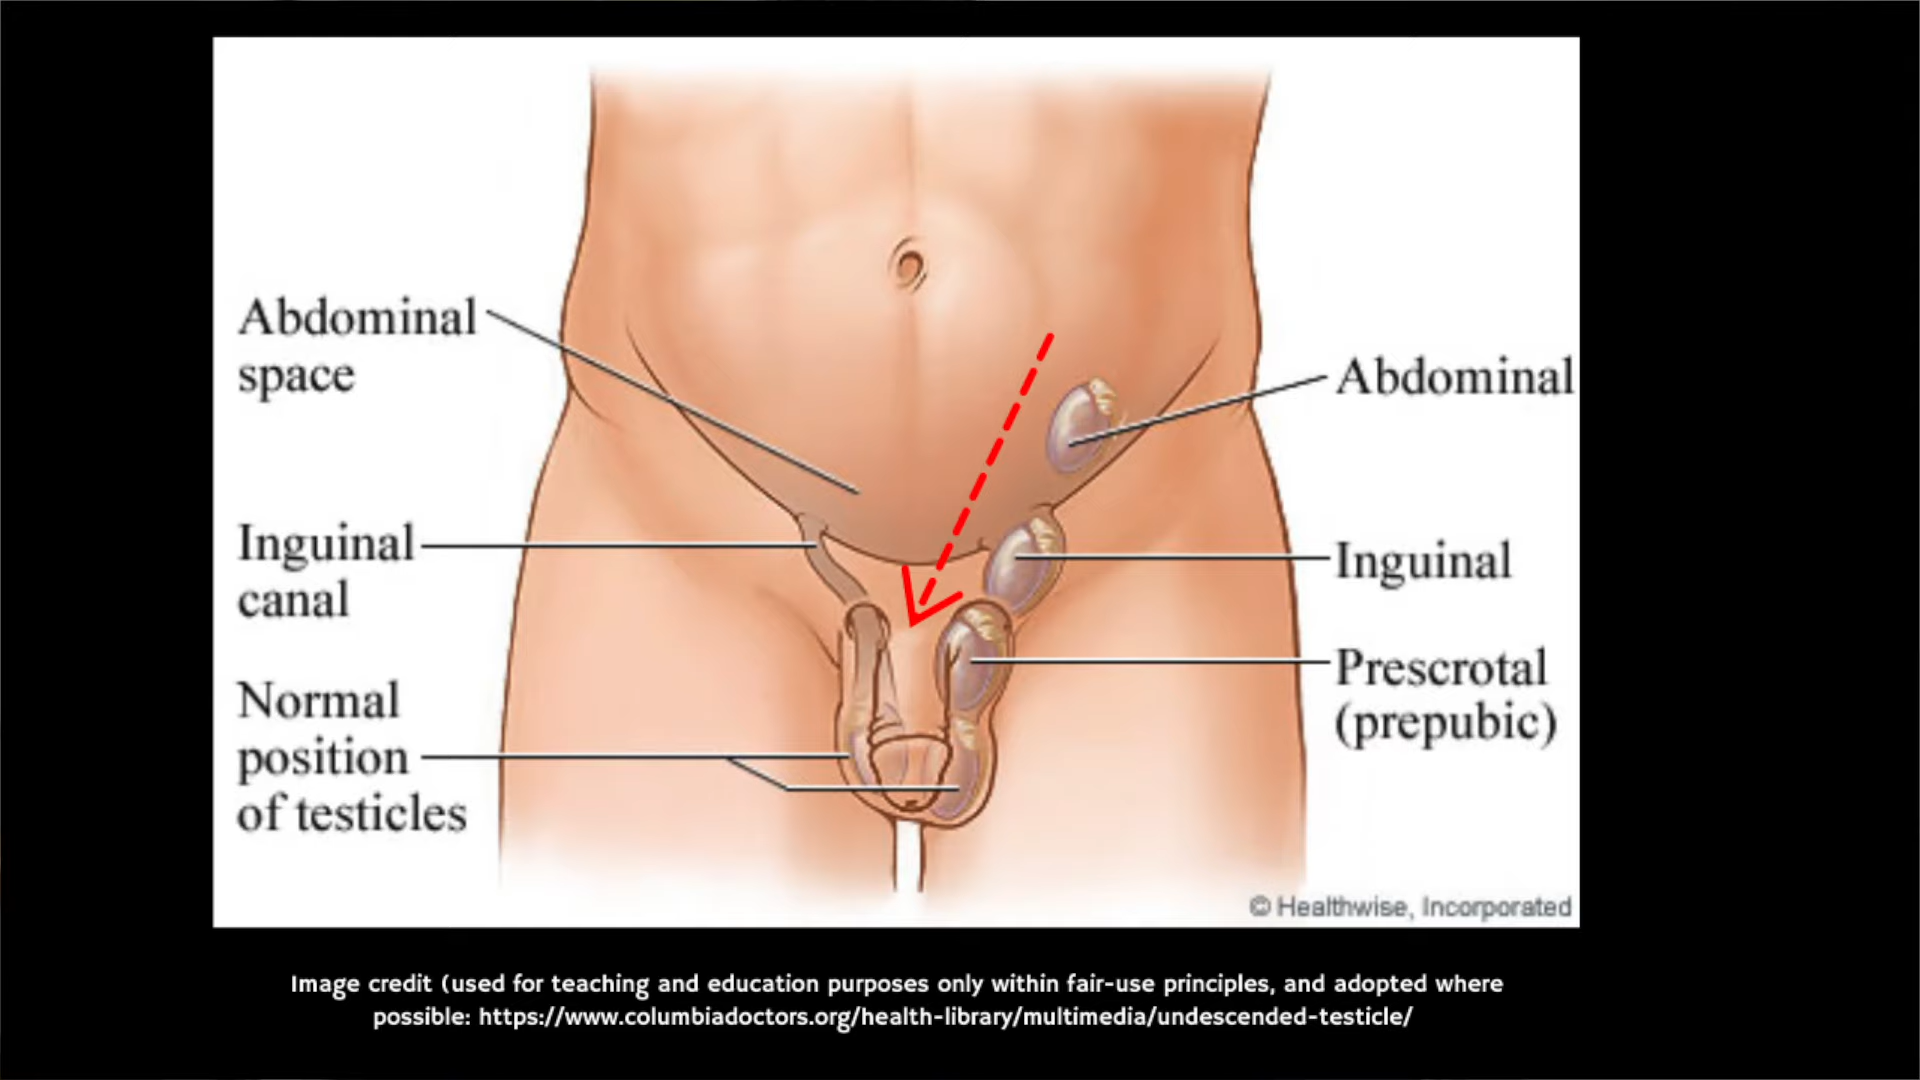 Abdominal
space
Inguinal
canal
Normal
position
of testicles
Abdominal
Inguinal
Prescrotal
(prepubic)
© Healthwise, Incorporated
Image credit (used for teaching and education purposes only within fair-use principles, and adopted where
possible: https://www.columbiadoctors.org/health-library/multimedia/undescended-testicle/